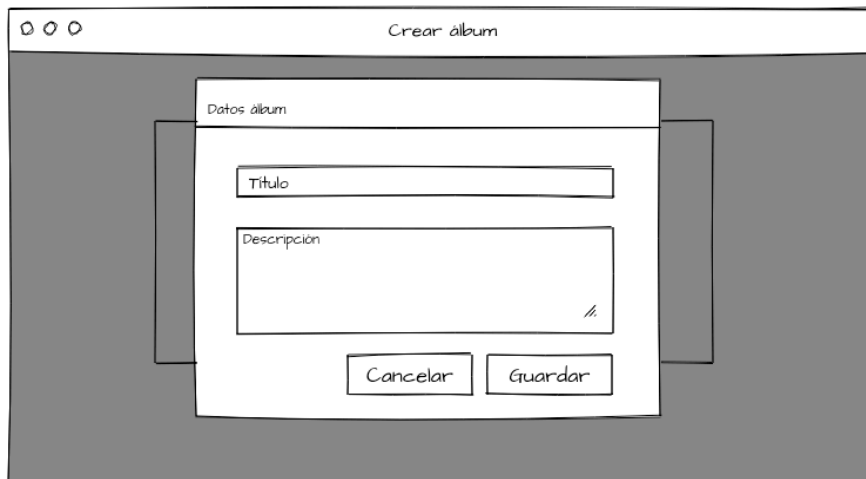 Crear álbum
Datos álbum
Título
Descripción
Cancelar
Guardar